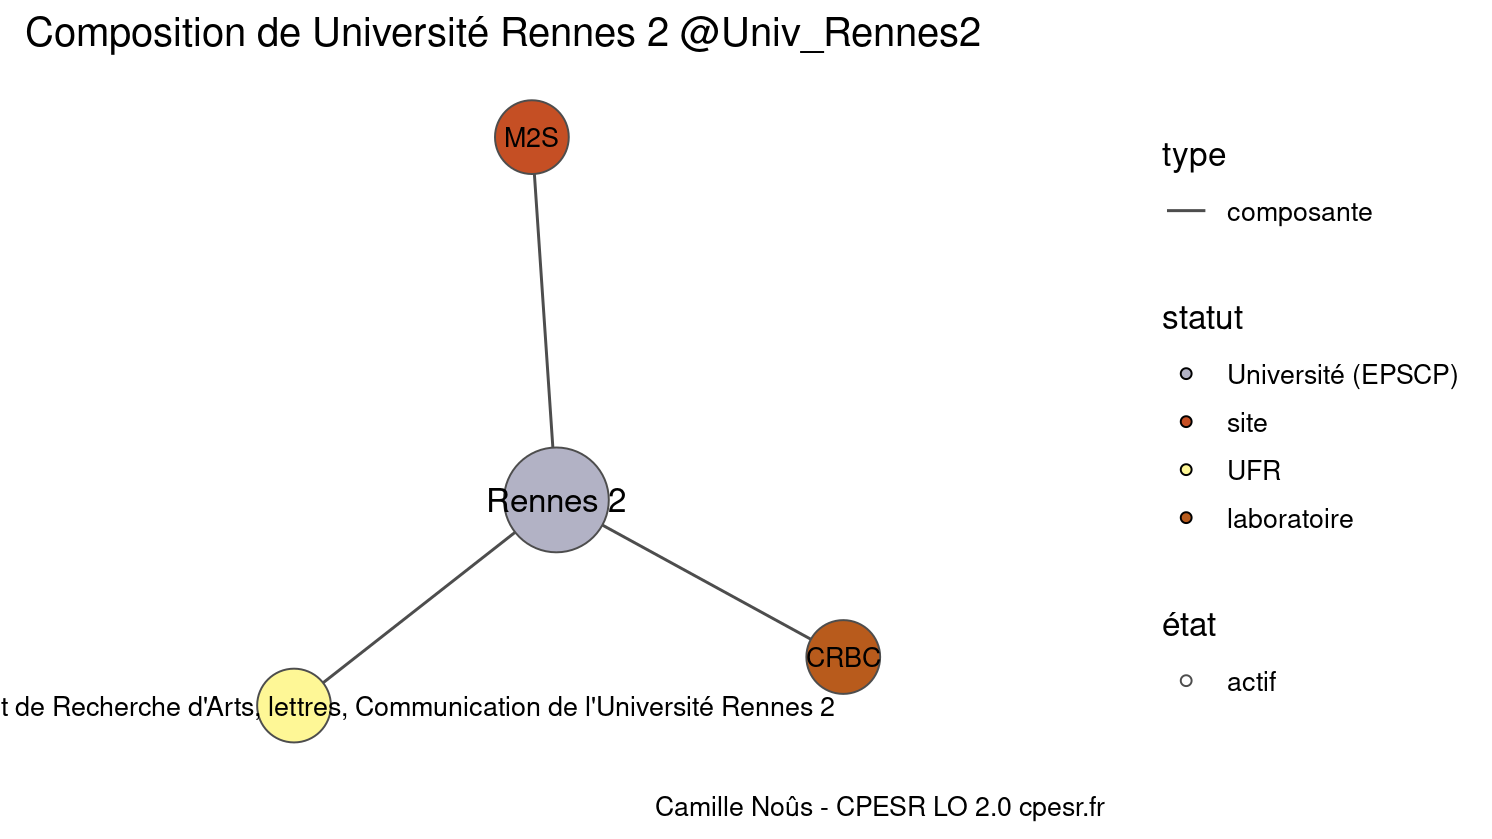 Composition de Université Rennes 2 @Univ_Rennes2
M2S
Rennes 2
CRBC
t de Recherche d'Arts, lettres, Communication de l'Université Rennes 2
type
composante
statut
Université (EPSCP)
site
UFR
laboratoire
état
actif
Camille Noûs - CPESR LO 2.0 cpesr.fr